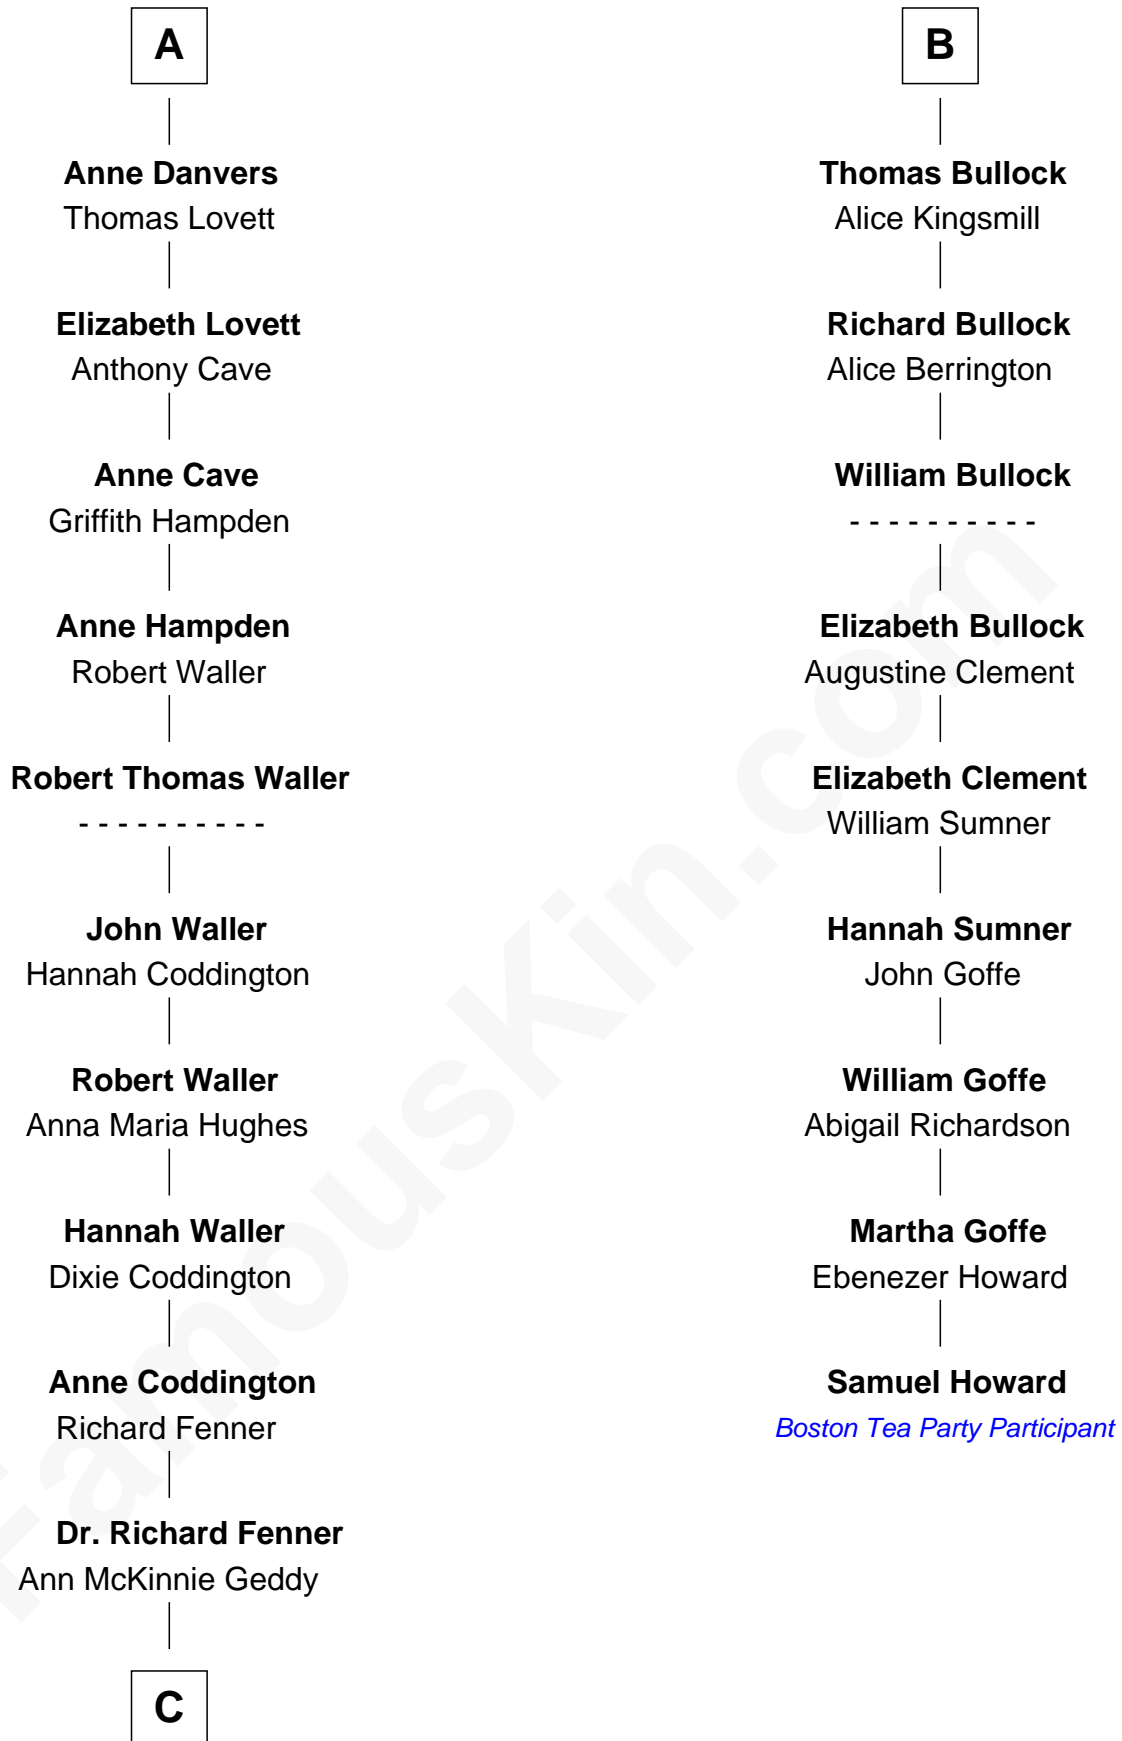 A
Anne Danvers
Thomas Lovett
Elizabeth Lovett
Anthony Cave
Anne Cave
Griffith Hampden
Anne Hampden
Robert Waller
Robert Thomas Waller
- - - - - - - - - -
John Waller
Hannah Coddington
Robert Waller
Anna Maria Hughes
Hannah Waller
Dixie Coddington
Anne Coddington
Richard Fenner
Dr. Richard Fenner
Ann McKinnie Geddy
C
B
Thomas Bullock
Alice Kingsmill
Richard Bullock
Alice Berrington
William Bullock
- - - - - - - - - -
Elizabeth Bullock
Augustine Clement
Elizabeth Clement
William Sumner
Hannah Sumner
John Goffe
William Goffe
Abigail Richardson
Martha Goffe
Ebenezer Howard
Samuel Howard
Boston Tea Party Participant
FamousKin.com